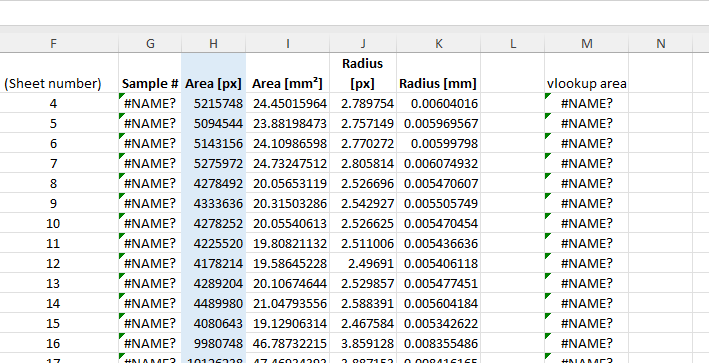 F G H I J K L M N
(Sheet number) Sample # Area [px] Area [mm²] Radius [px] Radius [mm] vlookup area
4 #NAME? 5215748 24.45015964 2.789754 0.00604016 #NAME?
5 #NAME? 5094544 23.88198473 2.757149 0.005969567 #NAME?
6 #NAME? 5143156 24.10986598 2.770272 0.00599798 #NAME?
7 #NAME? 5275972 24.73247512 2.805814 0.006074932 #NAME?
8 #NAME? 4278492 20.05653119 2.526696 0.005470607 #NAME?
9 #NAME? 4333636 20.31503286 2.542927 0.005505749 #NAME?
10 #NAME? 4278252 20.05540613 2.526625 0.005470454 #NAME?
11 #NAME? 4225520 19.80821132 2.511006 0.005436636 #NAME?
12 #NAME? 4178214 19.58645228 2.49691 0.005406118 #NAME?
13 #NAME? 4289204 20.10674644 2.529857 0.005477451 #NAME?
14 #NAME? 4489980 21.04793556 2.588391 0.005604184 #NAME?
15 #NAME? 4080643 19.12906314 2.467584 0.005342622 #NAME?
16 #NAME? 9980748 46.78732215 3.859128 0.008355486 #NAME?
17 #NAME? #NAME?